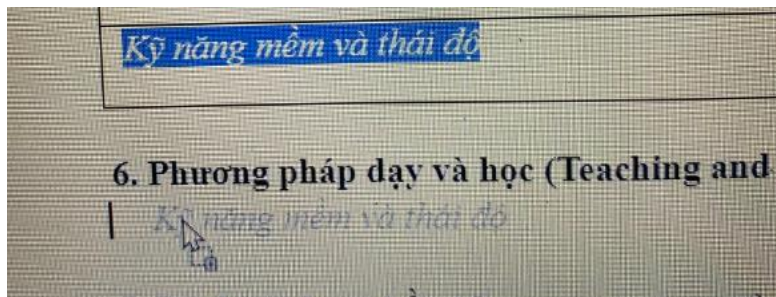 Kỹ năng mềm và thái độ
6. Phương pháp dạy và học (Teaching and
Kỹ năng mềm và thái độ